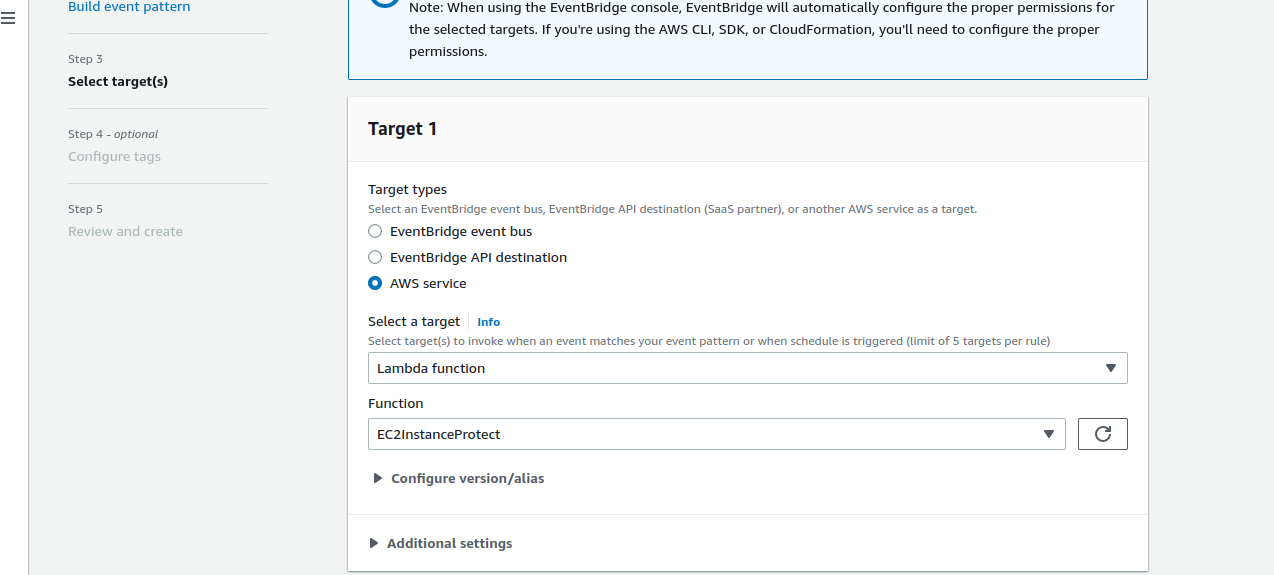 Build event pattern
Step 3
Select target(s)
Step 4 - optional
Configure tags
Step 5
Review and create
Note: When using the EventBridge console, EventBridge will automatically configure the proper permissions for
the selected targets. If you're using the AWS CLI, SDK, or CloudFormation, you'll need to configure the proper
permissions.
Target 1
Target types
Select an EventBridge event bus, EventBridge API destination (SaaS partner), or another AWS service as a target.
EventBridge event bus
EventBridge API destination
AWS service
Select a target Info
Select target(s) to invoke when an event matches your event pattern or when schedule is triggered (limit of 5 targets per rule)
Lambda function
Function
EC2InstanceProtect
Configure version/alias
Additional settings